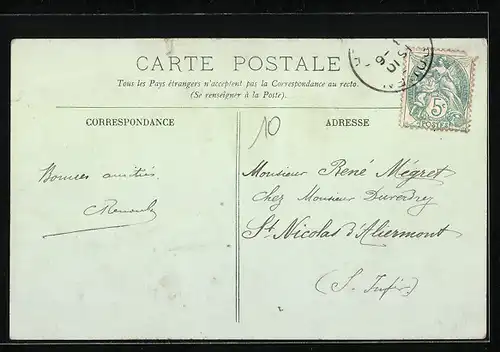 CARTE POSTALE
Tous les Pays étrangers n'acceptent pas la Correspondance au recto.
(Se renseigner à la Poste).
CORRESPONDANCE
ADRESSE
10
Bonnes amitiés
Monsieur René Mégret
chez Monsieur
St Nicolas d'Aliermont
(S. Infre)
5c
POSTES